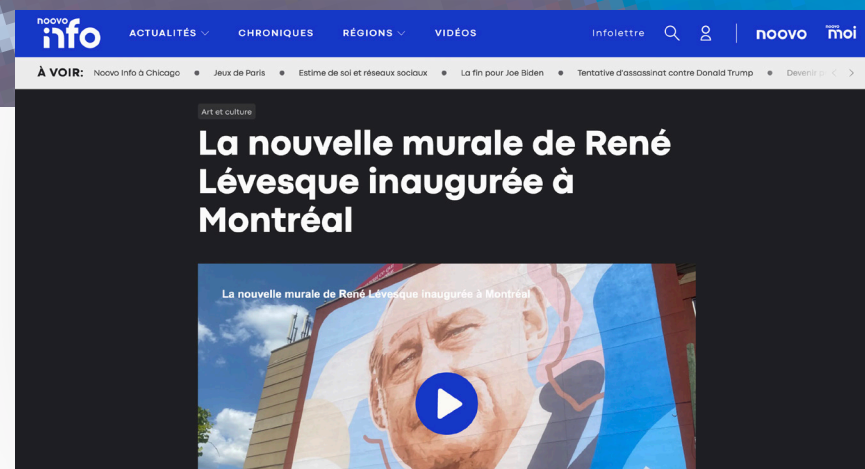 noovo info
ACTUALITÉS CHRONIQUES RÉGIONS VIDÉOS Infolettre noovo noovo moi
À VOIR: Noovo Info à Chicago • Jeux de Paris • Estime de soi et réseaux sociaux • La fin pour Joe Biden • Tentative d'assassinat contre Donald Trump • Devenir
Art et culture
La nouvelle murale de René
Lévesque inaugurée à
Montréal
La nouvelle murale de René Lévesque inaugurée à Montréal